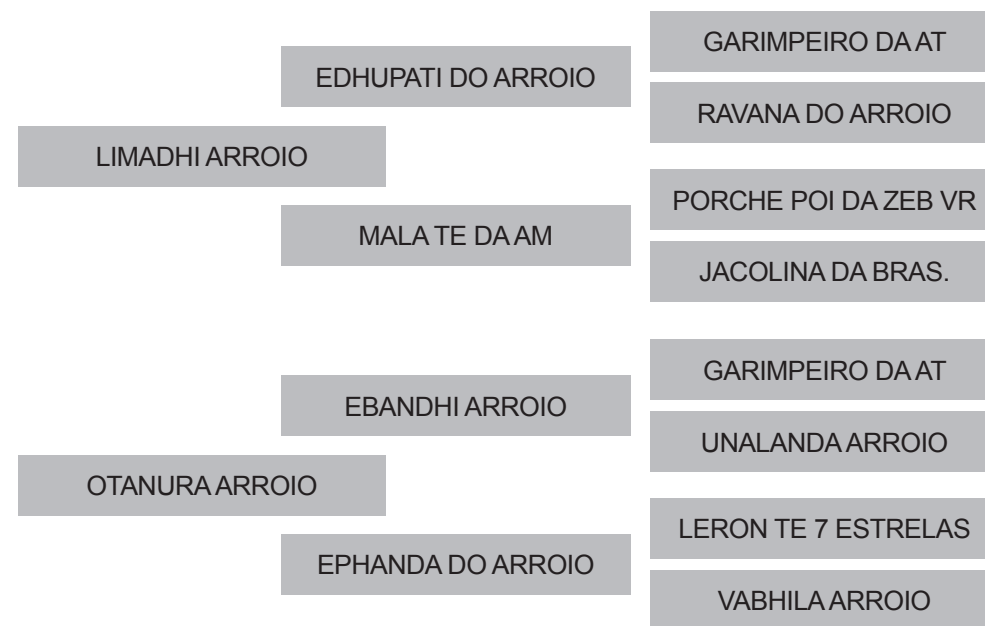 GARIMPEIRO DA AT
EDHUPATI DO ARROIO
RAVANA DO ARROIO
LIMADHI ARROIO
PORCHE POI DA ZEB VR
MALA TE DA AM
JACOLINA DA BRAS.
GARIMPEIRO DA AT
EBANDHI ARROIO
UNALANDA ARROIO
OTANURA ARROIO
LERON TE 7 ESTRELAS
EPHANDA DO ARROIO
VABHILA ARROIO